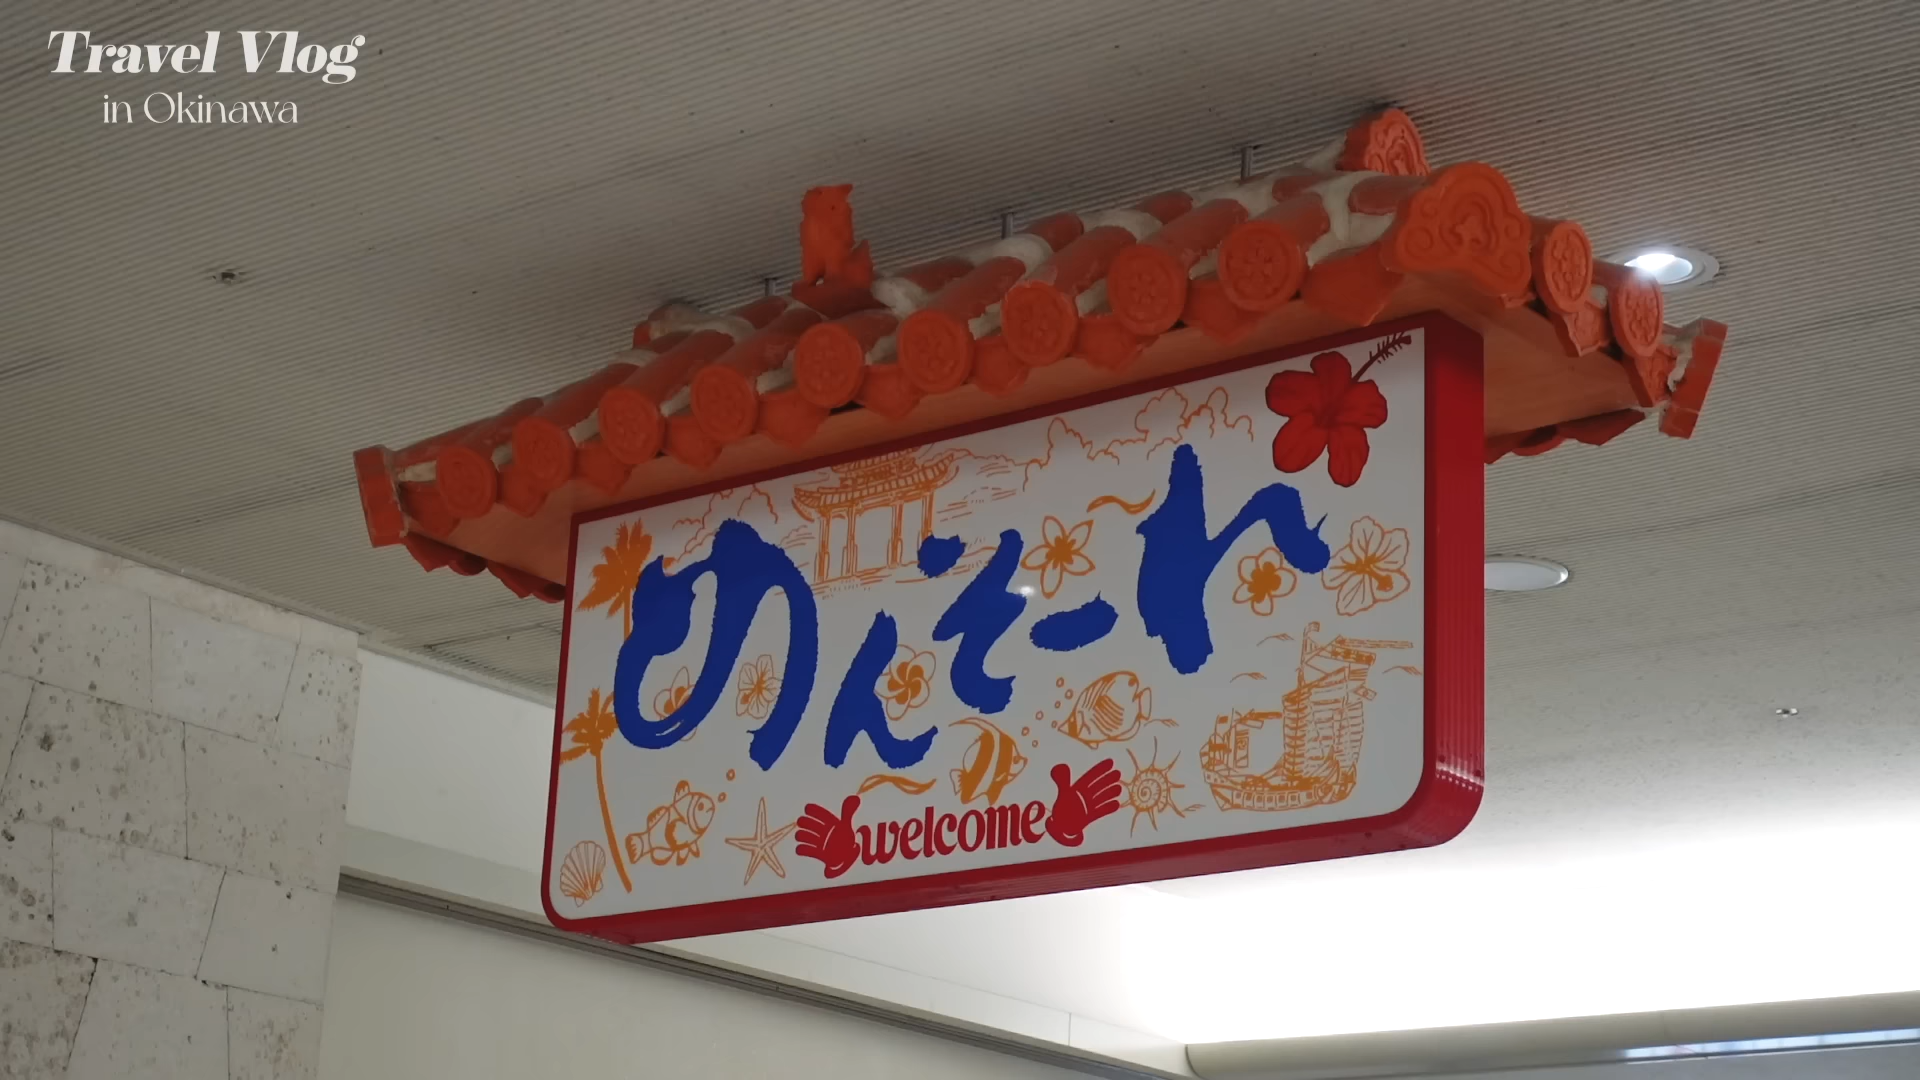 Travel Vlog
in Okinawa
めんそーれ
welcome